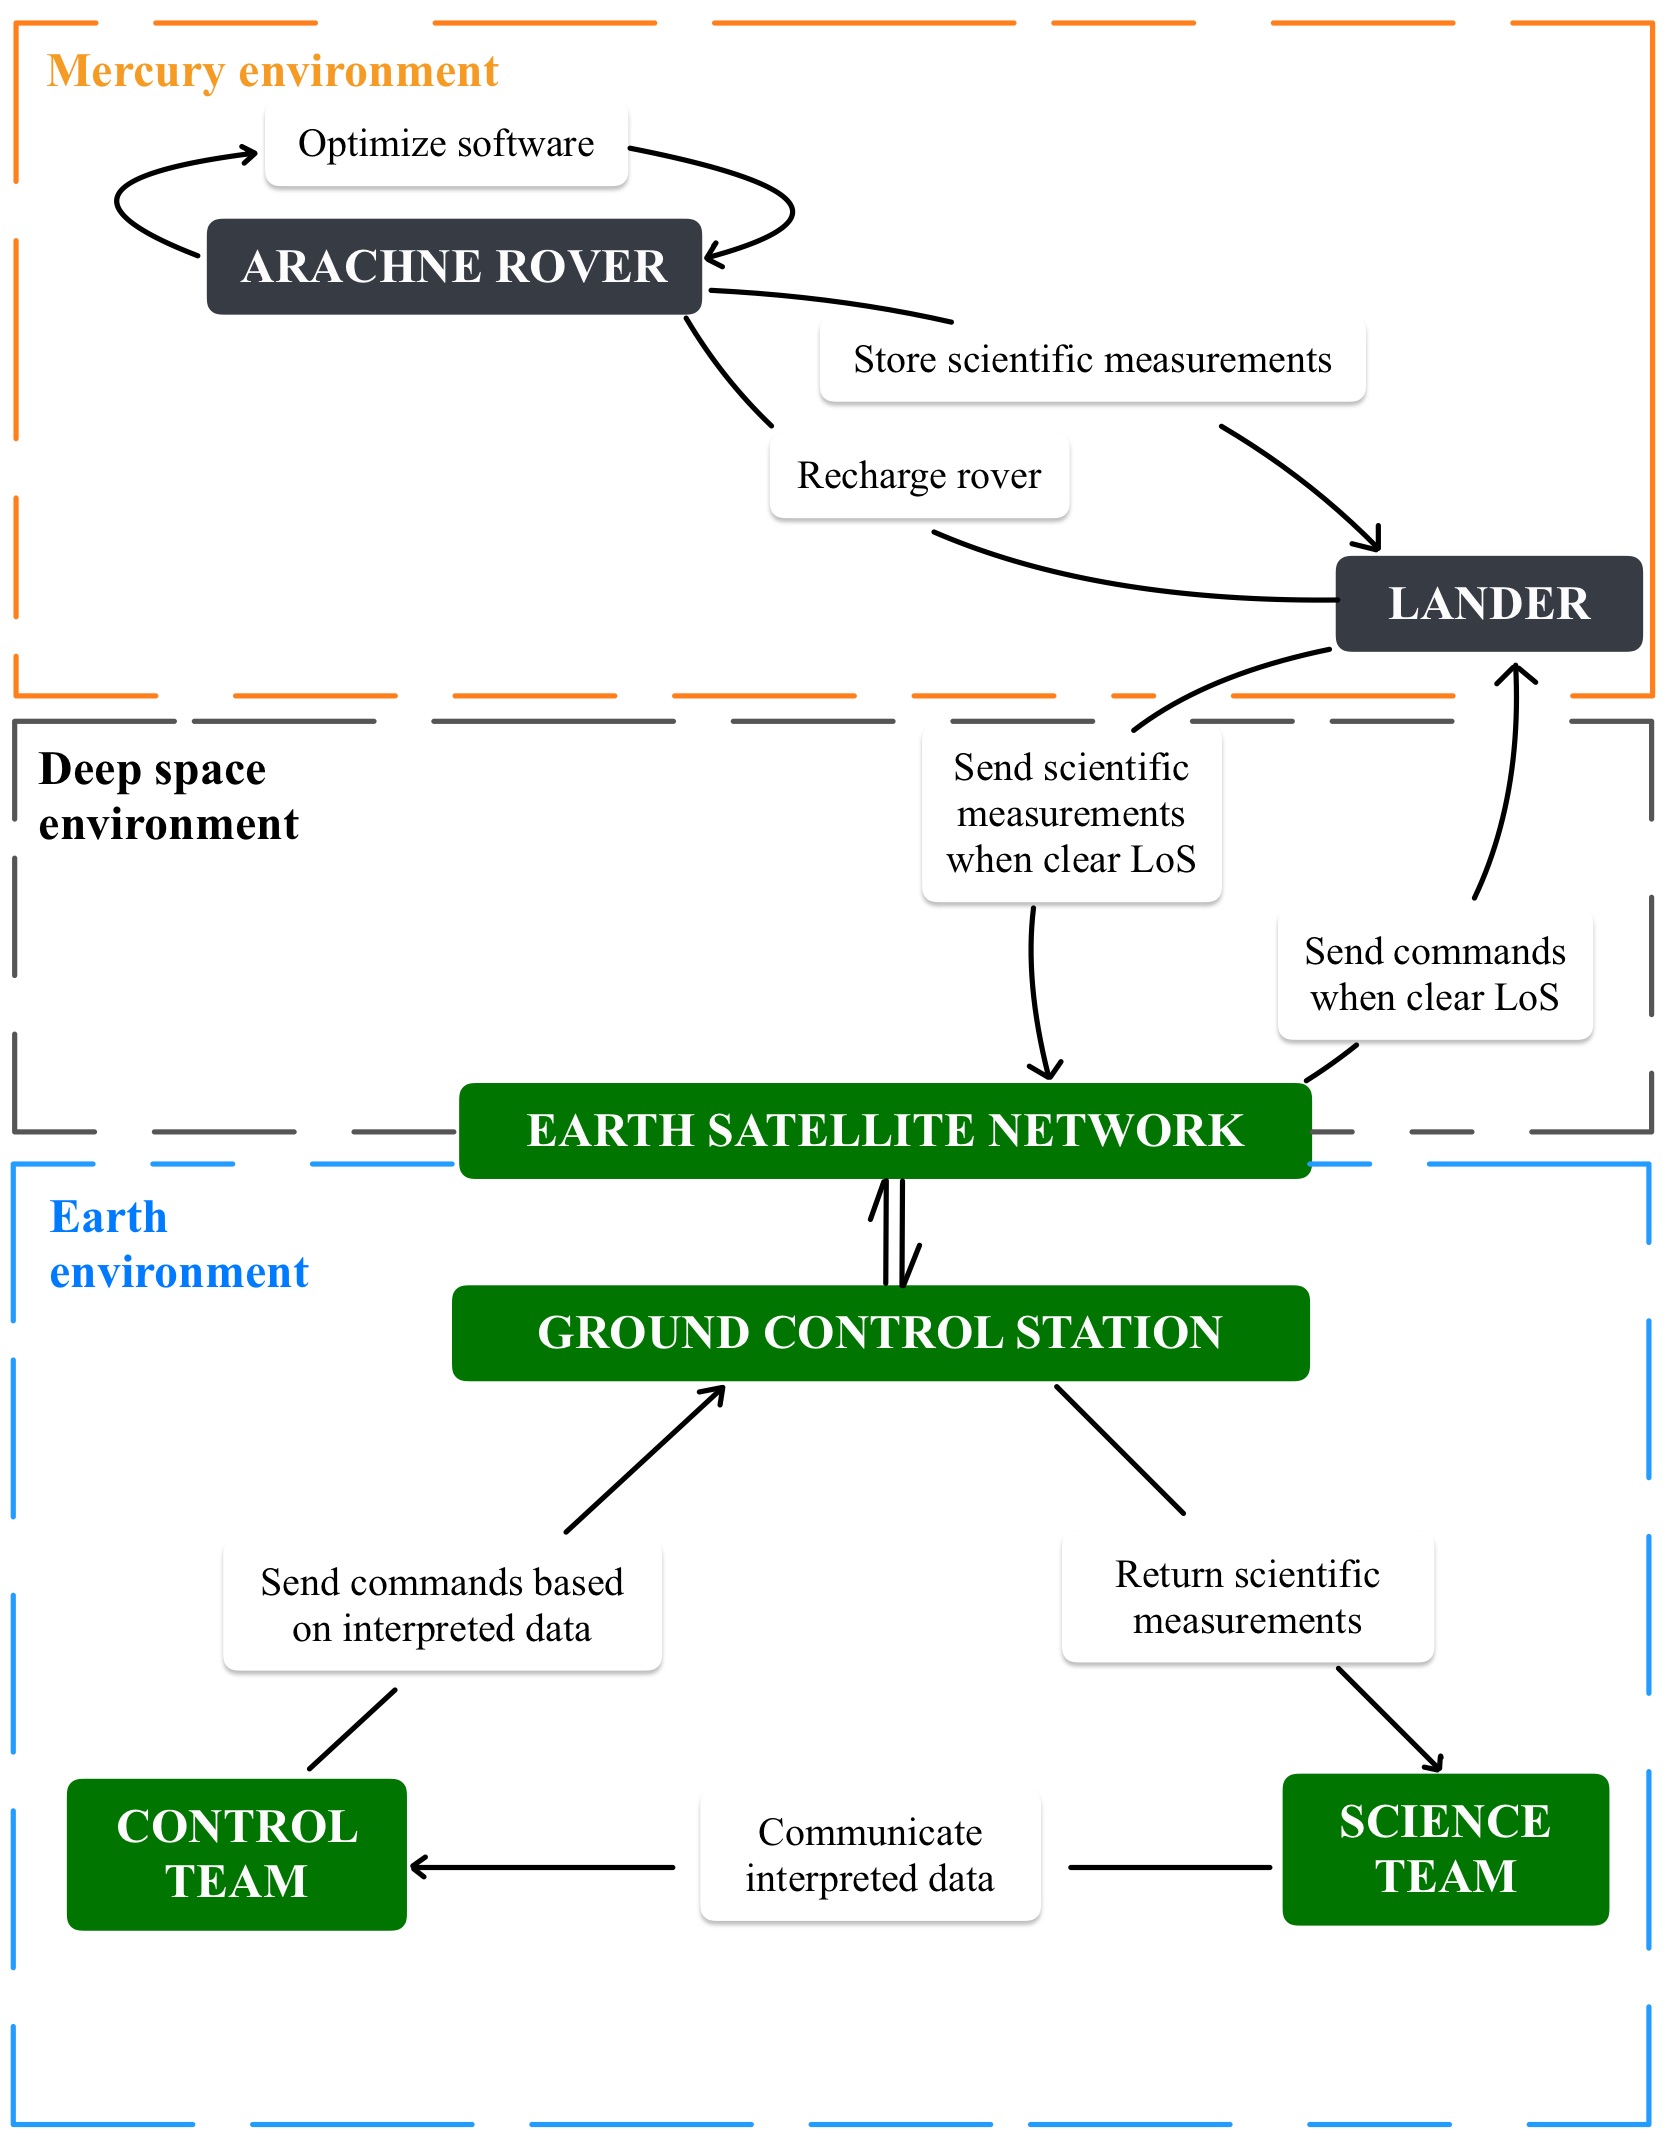 Mercury environment
Optimize software
ARACHNE ROVER
Store scientific measurements
Recharge rover
LANDER
Deep space
environment
Send scientific
measurements
when clear LoS
Send commands
when clear LoS
EARTH SATELLITE NETWORK
Earth
environment
GROUND CONTROL STATION
Send commands based
on interpreted data
Return scientific
measurements
CONTROL
TEAM
Communicate
interpreted data
SCIENCE
TEAM